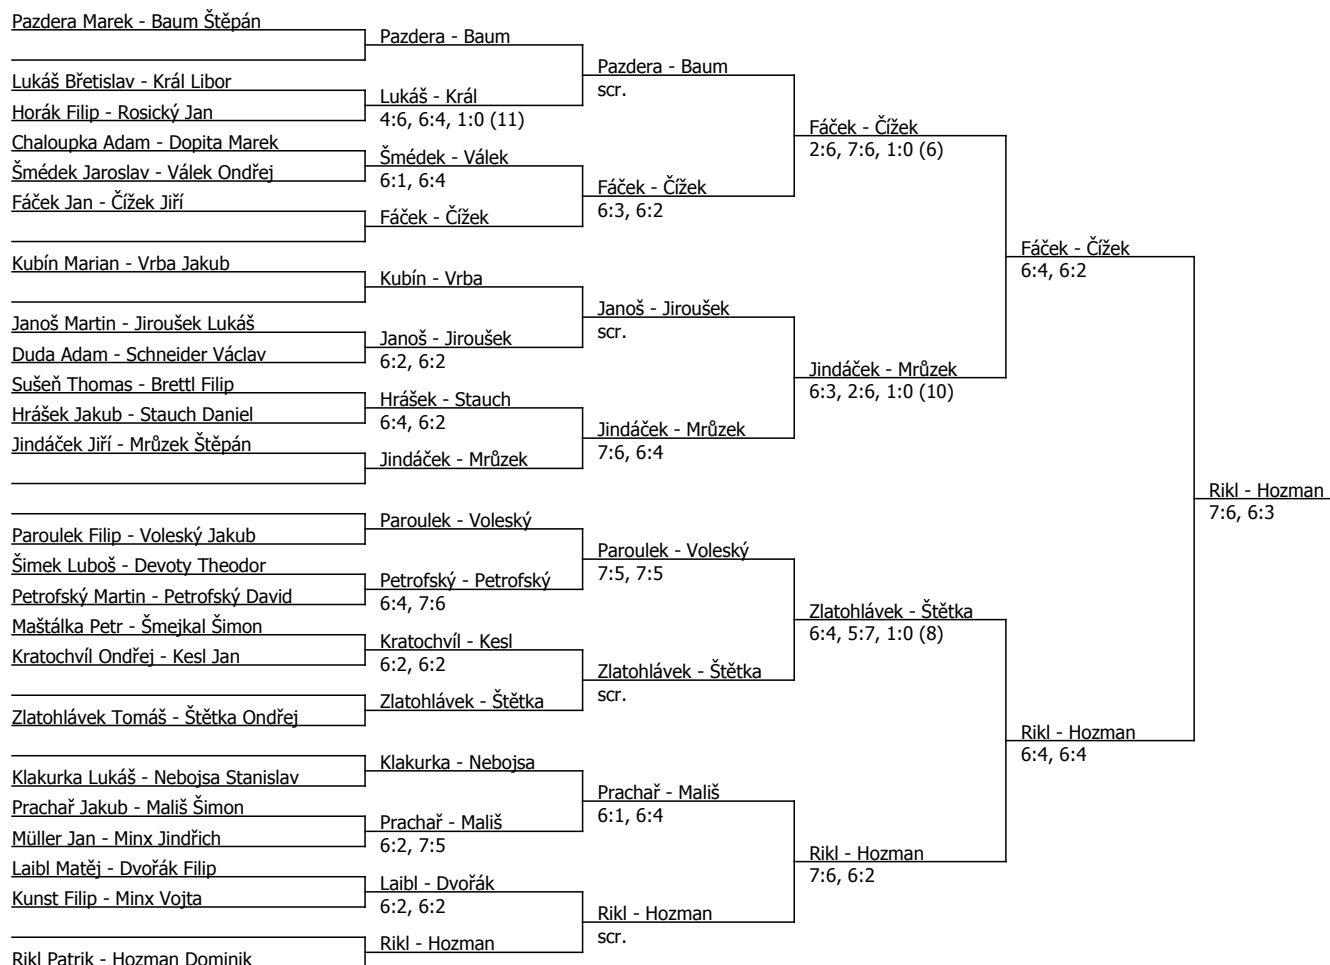 Pazdera Marek - Baum Štěpán
Lukáš Břetislav - Král Libor
Horák Filip - Rosický Jan
Chaloupka Adam - Dopita Marek
Šmédek Jaroslav - Válek Ondřej
Fáček Jan - Čížek Jiří
Kubín Marian - Vrba Jakub
Janoš Martin - Jiroušek Lukáš
Duda Adam - Schneider Václav
Sušeň Thomas - Brettl Filip
Hrášek Jakub - Stauch Daniel
Jindáček Jiří - Mrůzek Štěpán
Paroulek Filip - Voleský Jakub
Šimek Luboš - Devoty Theodor
Petrofský Martin - Petrofský David
Maštálka Petr - Šmejkal Šimon
Kratochvíl Ondřej - Kesl Jan
Zlatohlávek Tomáš - Štětka Ondřej
Klakurka Lukáš - Nebojsa Stanislav
Prachař Jakub - Mališ Šimon
Müller Jan - Minx Jindřich
Laibl Matěj - Dvořák Filip
Kunst Filip - Minx Vojta
Rikl Patrik - Hozman Dominik
Pazdera - Baum
Lukáš - Král
4:6, 6:4, 1:0 (11)
Šmédek - Válek
6:1, 6:4
Fáček - Čížek
Kubín - Vrba
Janoš - Jiroušek
6:2, 6:2
Hrášek - Stauch
6:4, 6:2
Jindáček - Mrůzek
Paroulek - Voleský
Petrofský - Petrofský
6:4, 7:6
Kratochvíl - Kesl
6:2, 6:2
Zlatohlávek - Štětka
Klakurka - Nebojsa
Prachař - Mališ
6:2, 7:5
Laibl - Dvořák
6:2, 6:2
Rikl - Hozman
Pazdera - Baum
scr.
Fáček - Čížek
6:3, 6:2
Janoš - Jiroušek
scr.
Jindáček - Mrůzek
7:6, 6:4
Paroulek - Voleský
7:5, 7:5
Zlatohlávek - Štětka
scr.
Prachař - Mališ
6:1, 6:4
Rikl - Hozman
scr.
Fáček - Čížek
2:6, 7:6, 1:0 (6)
Jindáček - Mrůzek
6:3, 2:6, 1:0 (10)
Zlatohlávek - Štětka
6:4, 5:7, 1:0 (8)
Rikl - Hozman
7:6, 6:2
Fáček - Čížek
6:4, 6:2
Rikl - Hozman
6:4, 6:4
Rikl - Hozman
7:6, 6:3